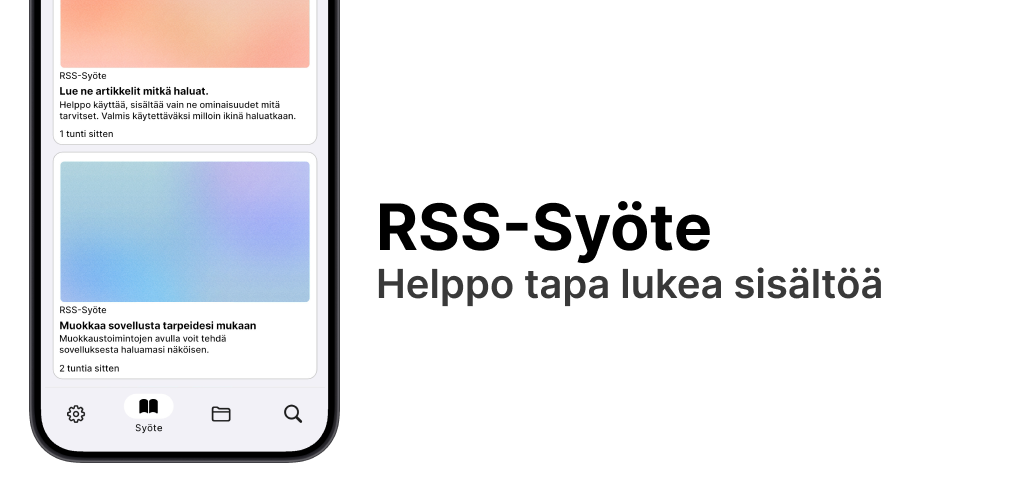 RSS-Syöte
Lue ne artikkelit mitkä haluat.
Helppo käyttää, sisältää vain ne ominaisuudet mitä
tarvitset. Valmis käytettäväksi milloin ikinä haluatkaan.
1 tunti sitten
RSS-Syöte
Muokkaa sovellusta tarpeidesi mukaan
Muokkaustoimintojen avulla voit tehdä
sovelluksesta haluamasi näköisen.
2 tuntia sitten
Syöte
RSS-Syöte
Helppo tapa lukea sisältöä